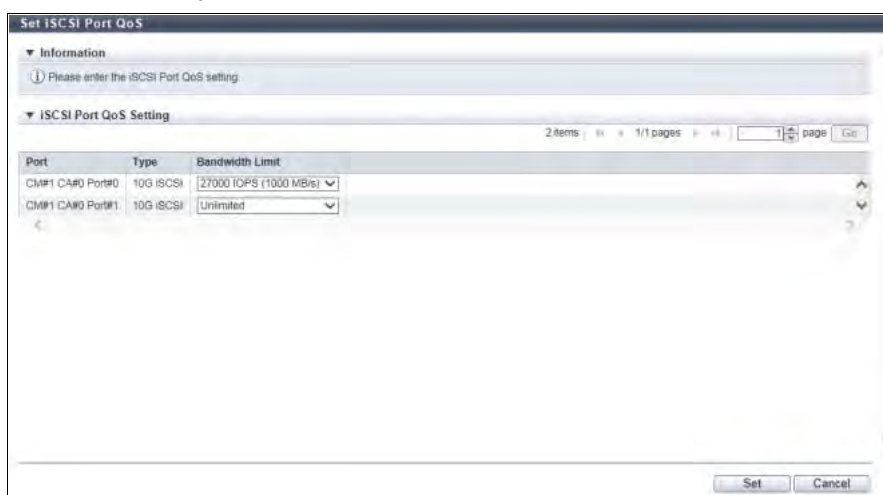 Set iSCSI Port QoS
Information
Please enter the iSCSI Port QoS setting.
iSCSI Port QoS Setting
2 items 1/1 pages 1 page Go
Port Type Bandwidth Limit
CM#1 CA#0 Port#0 10G iSCSI 27000 IOPS (1000 MB/s)
CM#1 CA#0 Port#1 10G iSCSI Unlimited
Set Cancel